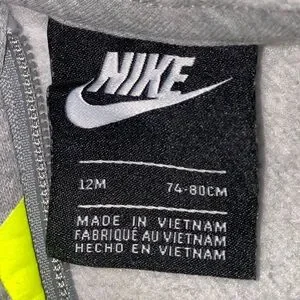 NIKE
12M 74-80CM
MADE IN VIETNAM
FABRIQUÉ AU VIETNAM
HECHO EN VIETNAM